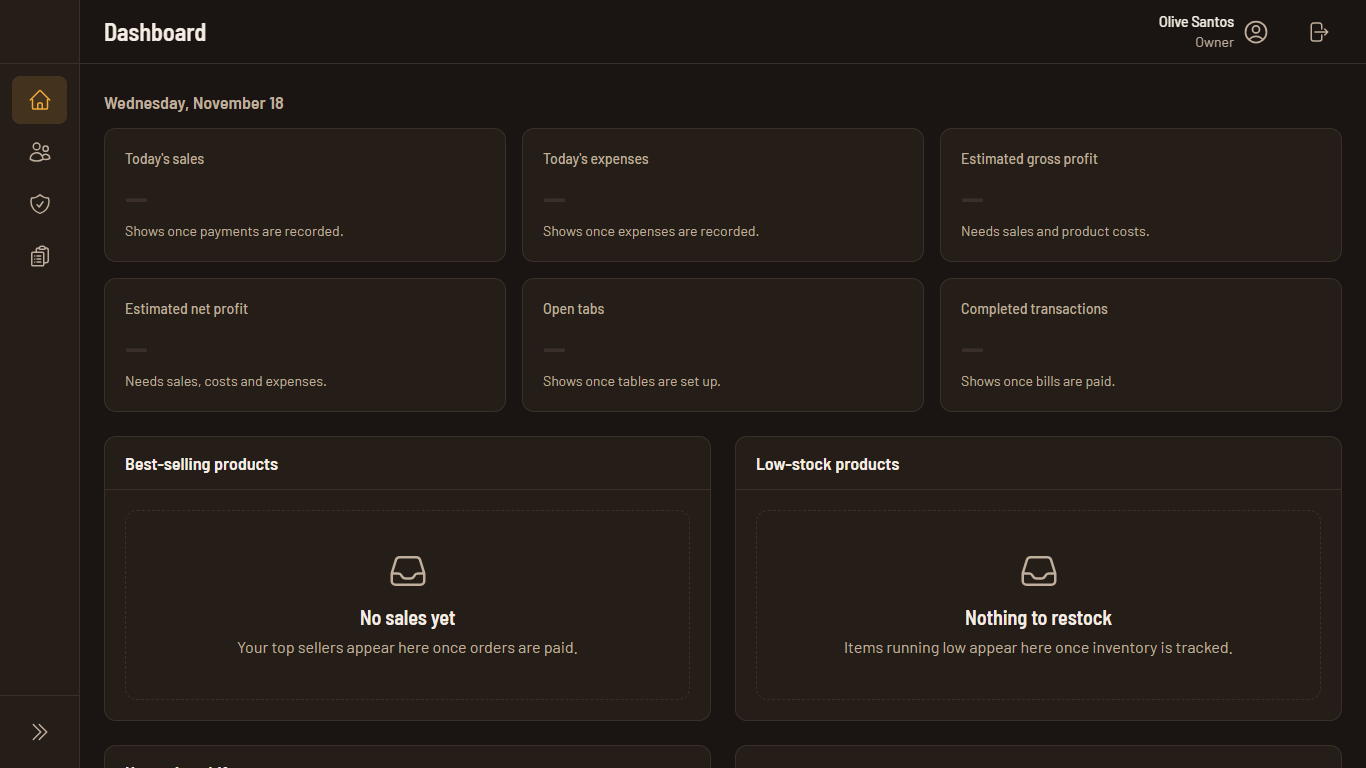 Dashboard
Olive Santos
Owner
Wednesday, November 18
Today's sales
—
Shows once payments are recorded.
Today's expenses
—
Shows once expenses are recorded.
Estimated gross profit
—
Needs sales and product costs.
Estimated net profit
—
Needs sales, costs and expenses.
Open tabs
—
Shows once tables are set up.
Completed transactions
—
Shows once bills are paid.
Best-selling products
No sales yet
Your top sellers appear here once orders are paid.
Low-stock products
Nothing to restock
Items running low appear here once inventory is tracked.